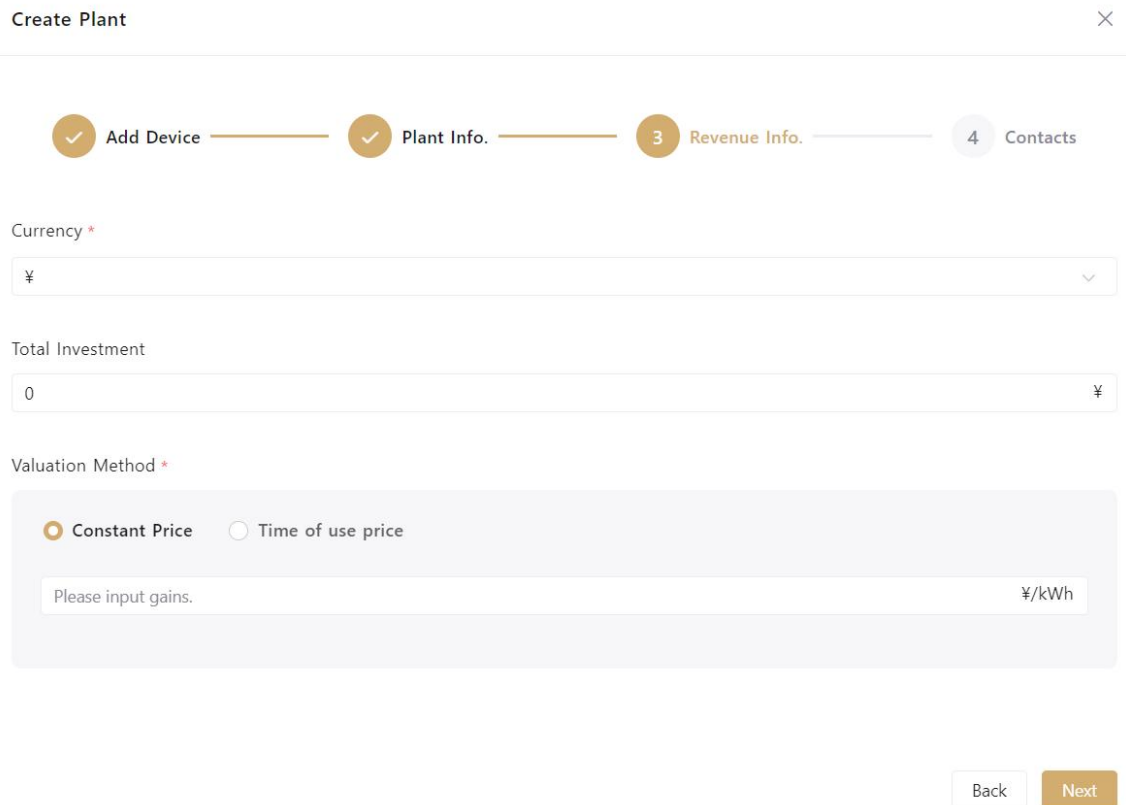 Create Plant
Add Device
Plant Info.
3 Revenue Info.
4 Contacts
Currency *
¥
Total Investment
0 ¥
Valuation Method *
Constant Price
Time of use price
Please input gains. ¥/kWh
Back
Next